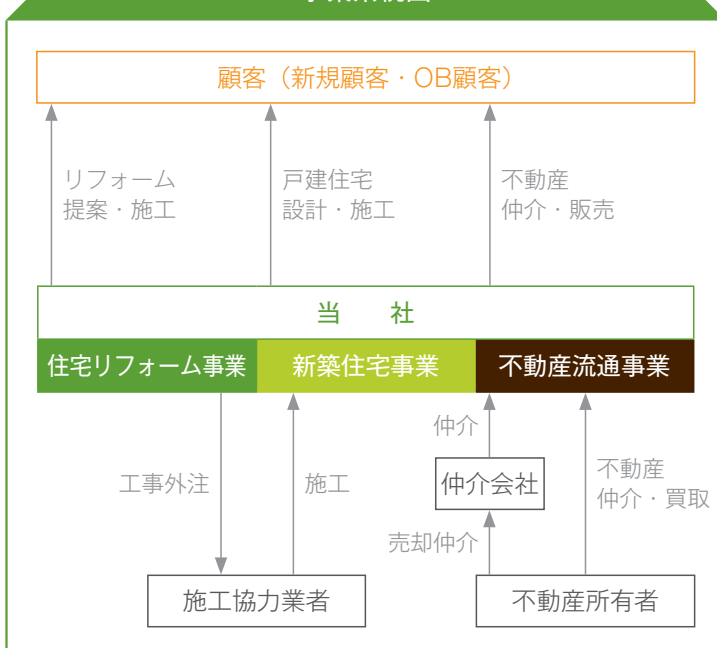 顧客（新規顧客・OB顧客）
リフォーム
提案・施工
戸建住宅
設計・施工
不動産
仲介・販売
当　　社
住宅リフォーム事業
新築住宅事業
不動産流通事業
工事外注
施工
仲介
仲介会社
不動産
仲介・買取
売却仲介
施工協力業者
不動産所有者